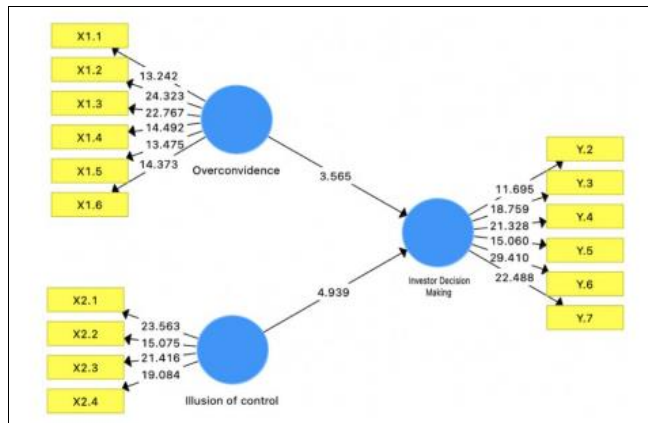 X1.1
X1.2
X1.3
X1.4
X1.5
X1.6
13.242
24.323
22.767
14.492
13.475
14.373
Overconvidence
3.565
X2.1
X2.2
X2.3
X2.4
23.563
15.075
21.416
19.084
Illusion of control
4.939
Investor Decision
Making
11.695
18.759
21.328
15.060
29.410
22.488
Y.2
Y.3
Y.4
Y.5
Y.6
Y.7